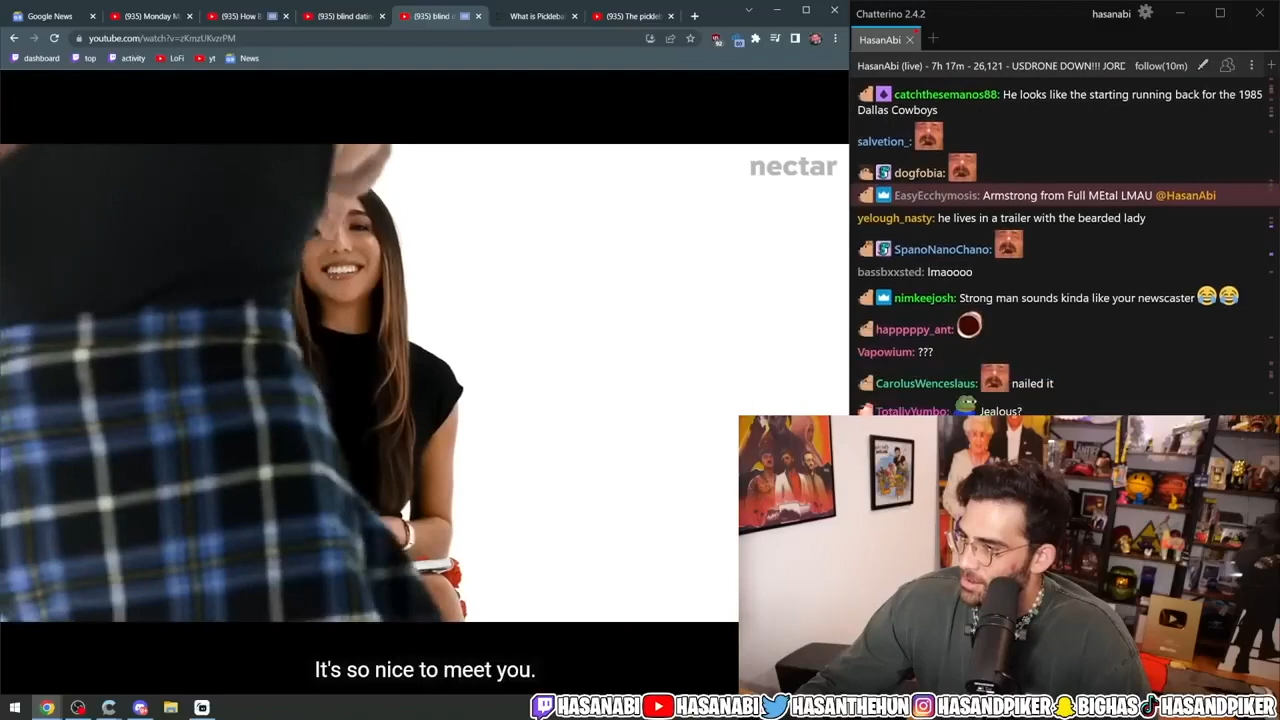 Google News
(935) Monday M
(935) How B
(935) blind datin
(935) blind d
What is Pickleba
(935) The pickleb
youtube.com/watch?v=zKmzUKvzrPM
92
dashboard
top
activity
LoFi
yt
News
nectar
It's so nice to meet you.
Chatterino 2.4.2
hasanabi
HasanAbi
HasanAbi (live) - 7h 17m - 26,121 - USDRONE DOWN!!! JORD
follow(10m)
catchthesemanos88: He looks like the starting running back for the 1985
Dallas Cowboys
salvetion_:
dogfobia:
EasyEcchymosis: Armstrong from Full MEtal LMAU @HasanAbi
yelough_nasty: he lives in a trailer with the bearded lady
SpanoNanoChano:
bassbxxsted: lmaoooo
nimkeejosh: Strong man sounds kinda like your newscaster
happpppy_ant:
Vapowium: ???
CarolusWenceslaus: nailed it
TotallyYumbo: Jealous?
HASANABI HASANABI HASANTHEHUN HASANDPIKER BIGHAS HASANDPIKER